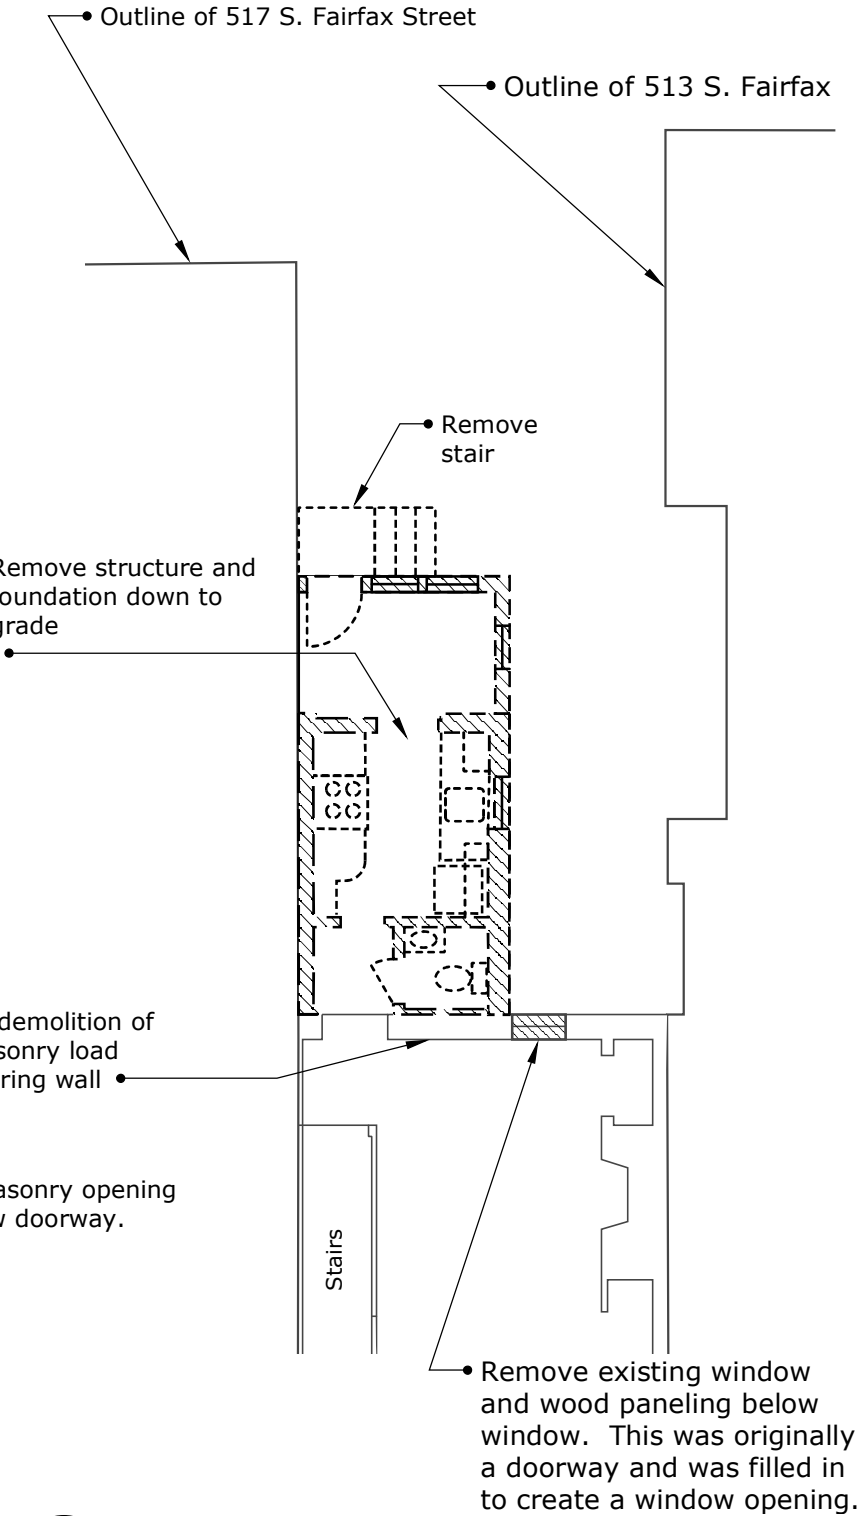 Outline of 517 S. Fairfax Street
Outline of 513 S. Fairfax
Remove
stair
Remove structure and
oundation down to
grade
demolition of
sonry load
ring wall
asonry opening
doorway.
Stairs
Remove existing window
and wood paneling below
window. This was originally
a doorway and was filled in
to create a window opening.